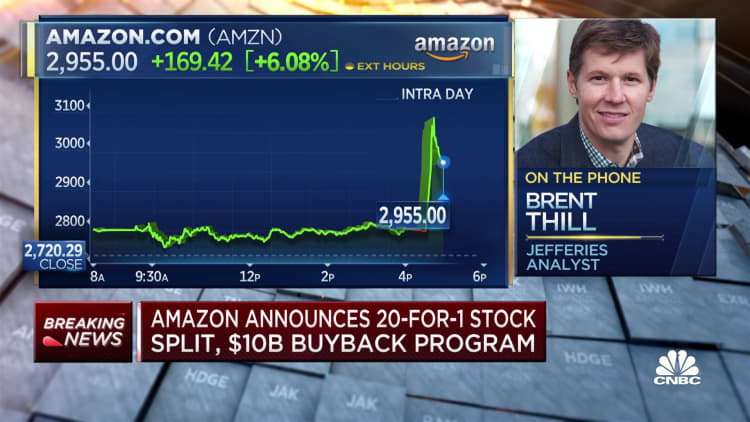 AMAZON.COM (AMZN)
2,955.00 +169.42 [+6.08%] EXT HOURS
amazon
INTRA DAY
3100
3000
2900
2800
2,955.00
2,720.29
CLOSE
8A 9:30A 12P 2P 4P 6P
ON THE PHONE
BRENT
THILL
JEFFERIES
ANALYST
BREAKING
NEWS
AMAZON ANNOUNCES 20-FOR-1 STOCK
SPLIT, $10B BUYBACK PROGRAM
IWH
IWH
HDGE
JAK
JAK
CNBC